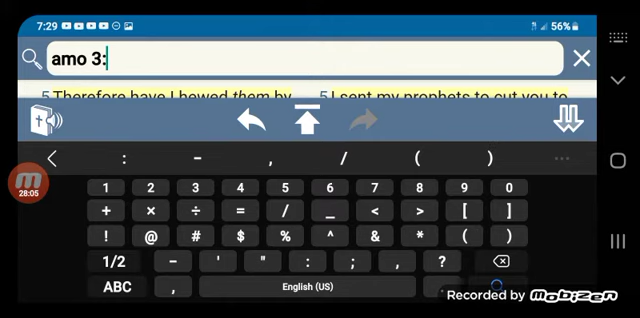 7:29 56%
amo 3:
5 Therefore have I hewed them by 5 I sent my prophets to cut you to
: - , / ( ) ...
1 2 3 4 5 6 7 8 9 0
+ × ÷ = / _ < > [ ]
! @ # $ % ^ & * ( )
1/2 - ' " : ; , ?
ABC , English (US) .
28:05
Recorded by mobizen